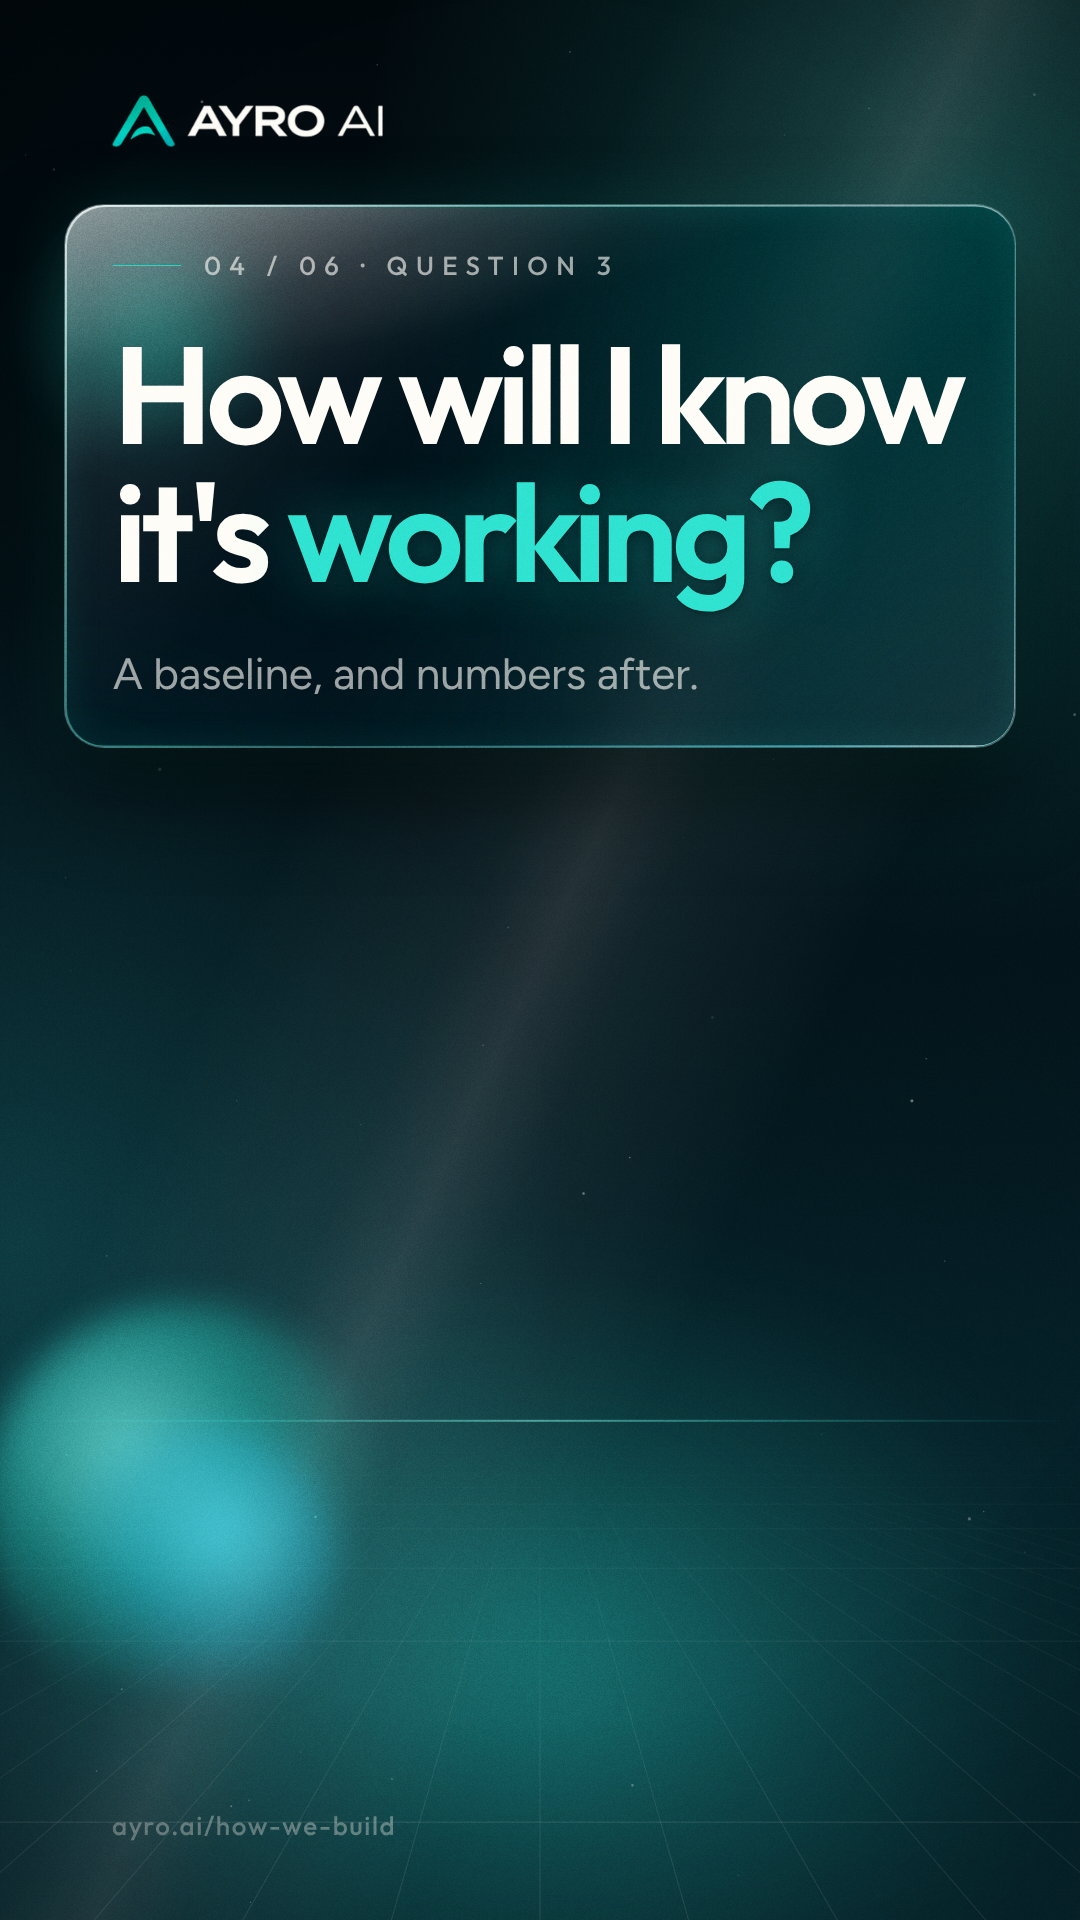 AYRO AI
04 / 06 · QUESTION 3
How will I know
it's working?
A baseline, and numbers after.
ayro.ai/how-we-build